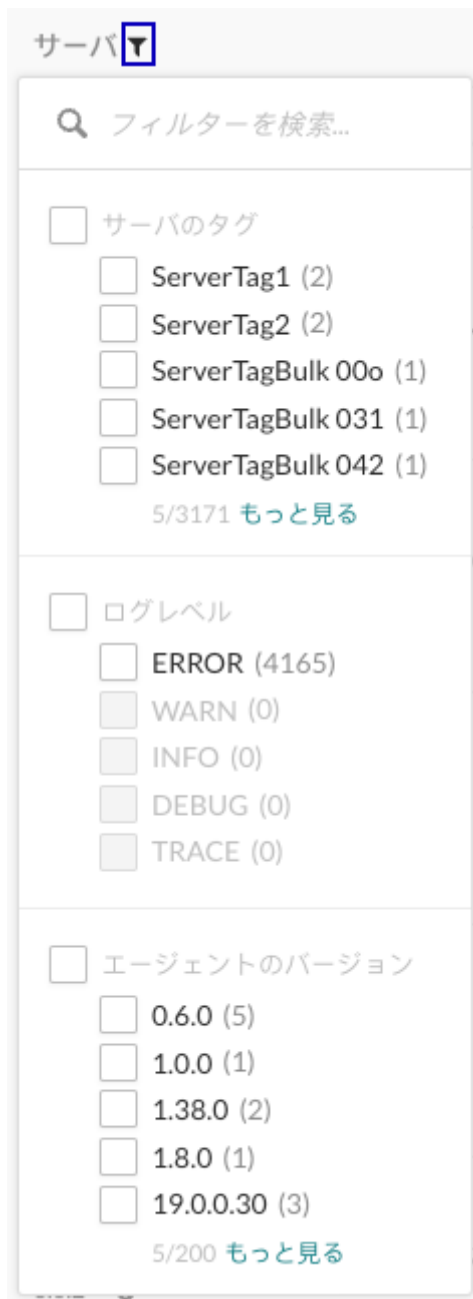 サーバ
フィルターを検索...
サーバのタグ
ServerTag1 (2)
ServerTag2 (2)
ServerTagBulk 00o (1)
ServerTagBulk 031 (1)
ServerTagBulk 042 (1)
5/3171 もっと見る
ログレベル
ERROR (4165)
WARN (0)
INFO (0)
DEBUG (0)
TRACE (0)
エージェントのバージョン
0.6.0 (5)
1.0.0 (1)
1.38.0 (2)
1.8.0 (1)
19.0.0.30 (3)
5/200 もっと見る